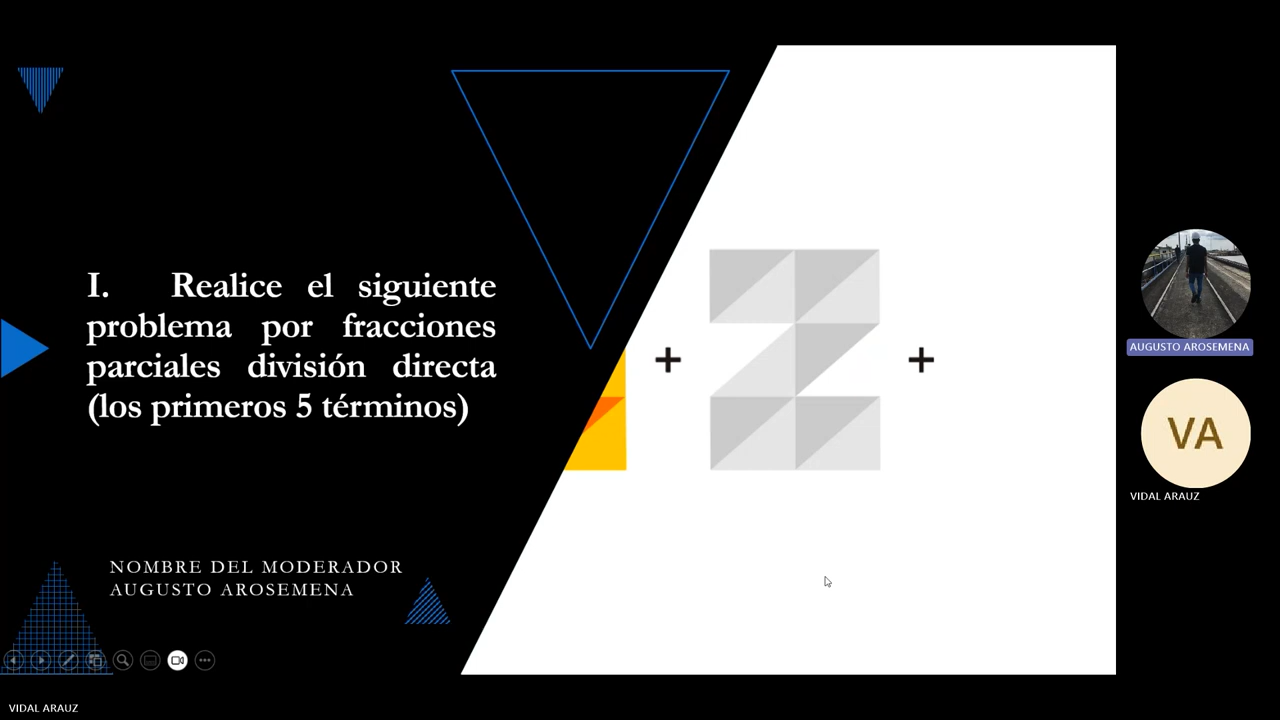 I. Realice el siguiente
problema por fracciones
parciales división directa
(los primeros 5 términos)
NOMBRE DEL MODERADOR
AUGUSTO AROSEMENA
+
+
AUGUSTO AROSEMENA
VA
VIDAL ARAUZ
VIDAL ARAUZ